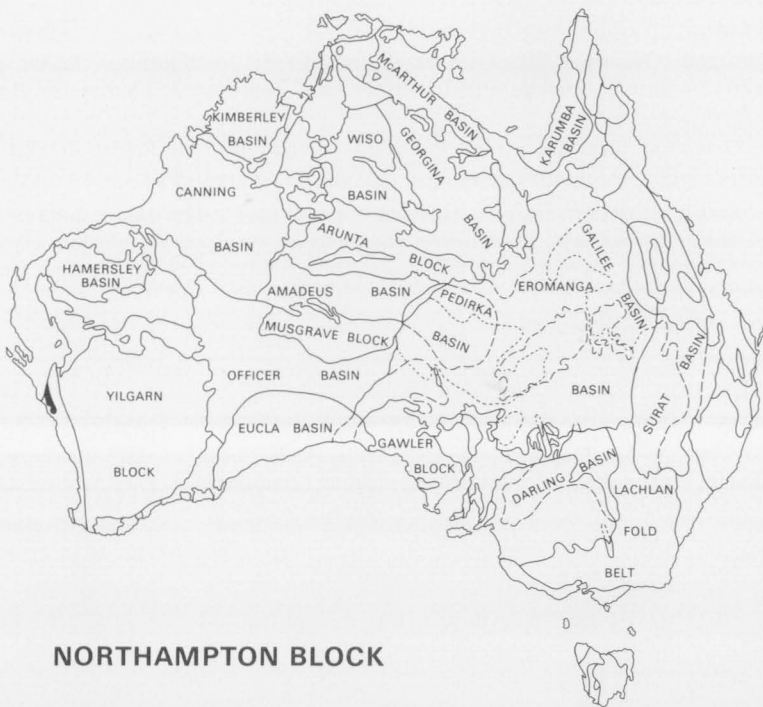 McARTHUR BASIN
KARUMBA
BASIN
KIMBERLEY
BASIN
WISO
BASIN
GEORGINA
BASIN
CANNING
BASIN
ARUNTA
BLOCK
GALILEE
BASIN
HAMERSLEY
BASIN
AMADEUS BASIN
PEDIRKA
BASIN
EROMANGA
BASIN
MUSGRAVE BLOCK
YILGARN
BLOCK
OFFICER BASIN
SURAT
BASIN
EUCLA BASIN
GAWLER
BLOCK
DARLING
BASIN
LACHLAN
FOLD
BELT
NORTHAMPTON BLOCK